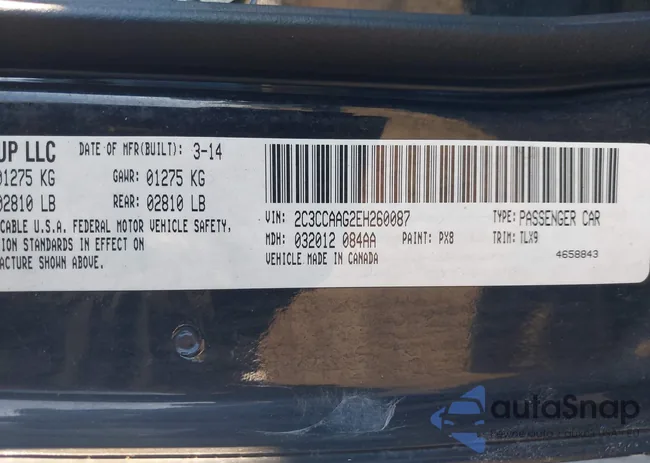 UP LLC DATE OF MFR(BUILT): 3-14
01275 KG GAWR: 01275 KG
02810 LB REAR: 02810 LB
CABLE U.S.A. FEDERAL MOTOR VEHICLE SAFETY,
ION STANDARDS IN EFFECT ON
FACTURE SHOWN ABOVE.
VIN: 2C3CCAAG2EH260087 TYPE: PASSENGER CAR
MDH: 032012 084AA PAINT: PX8 TRIM: TLX9
VEHICLE MADE IN CANADA 4658843
autoSnap